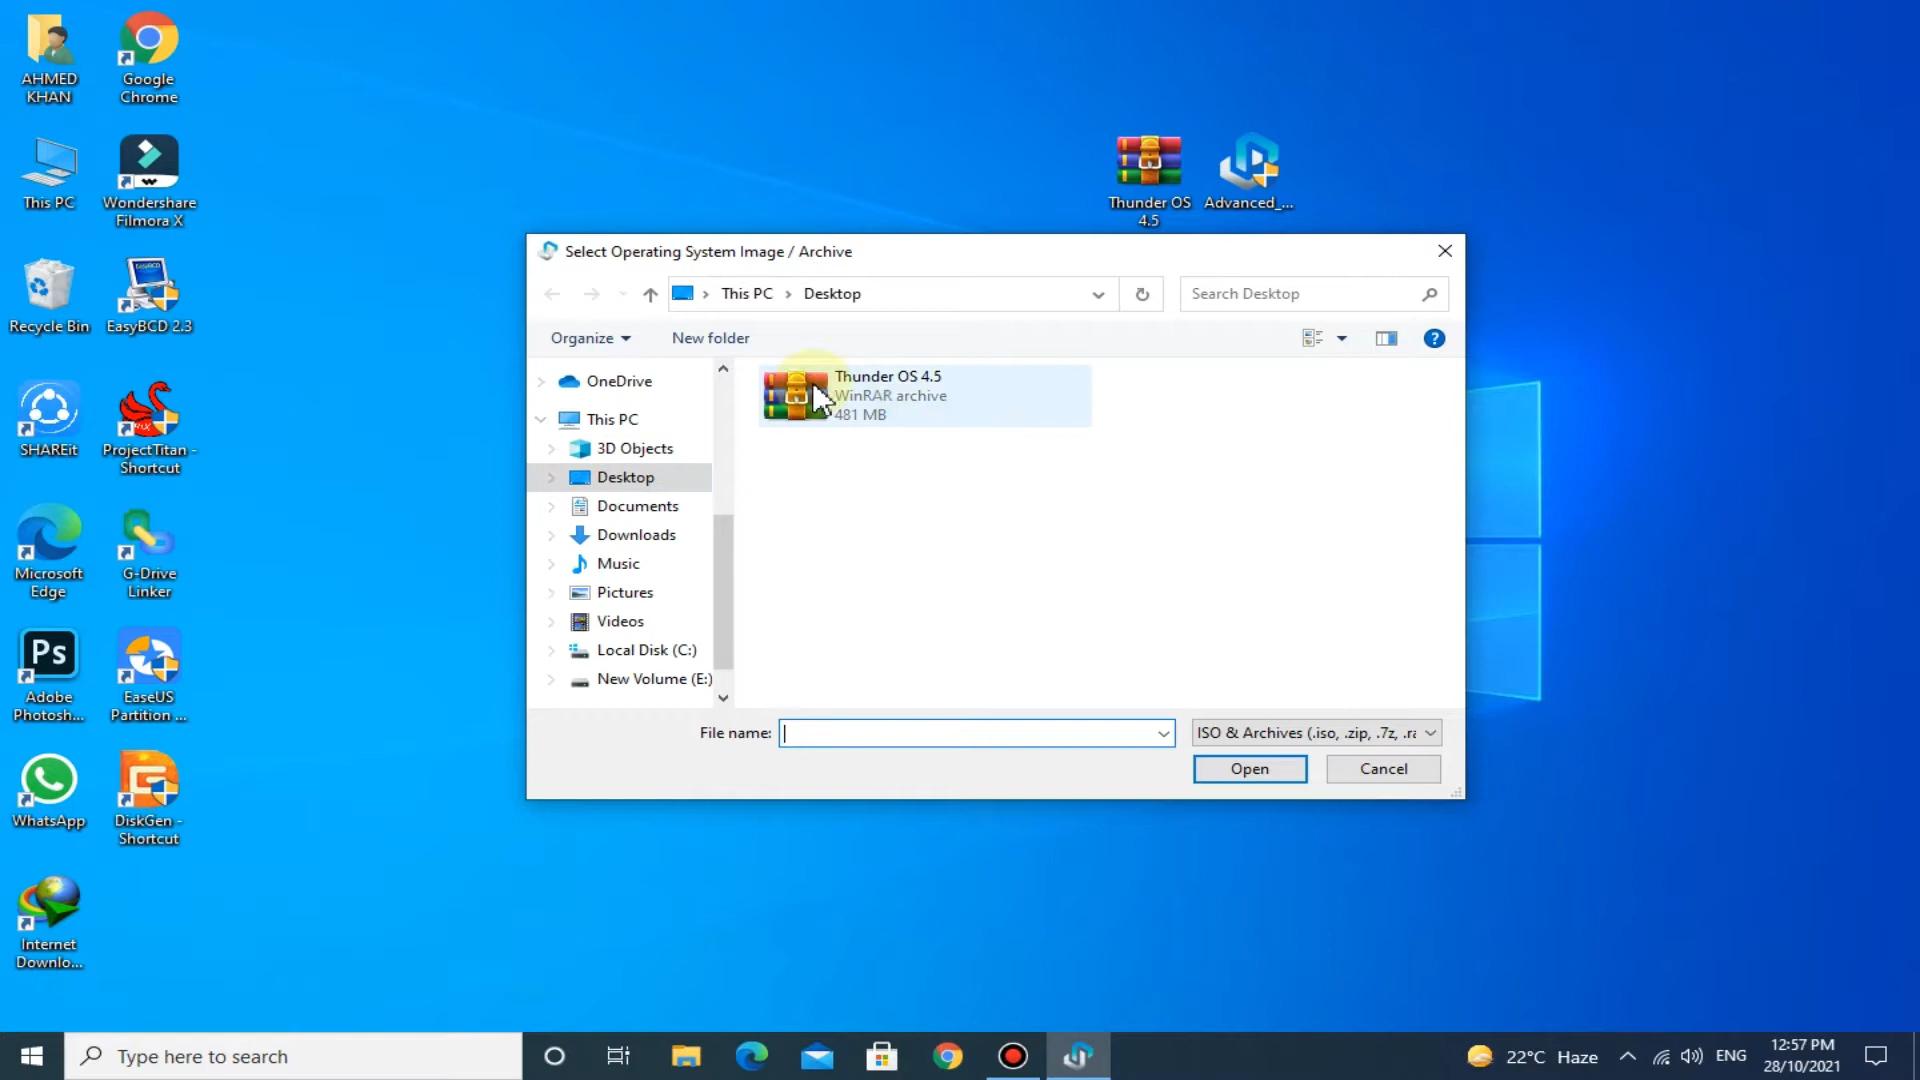 AHMED
KHAN
Google
Chrome
This PC
Wondershare
Filmora X
Recycle Bin
EasyBCD 2.3
EASYBCD
SHAREit
ProjectTitan -
Shortcut
Microsoft
Edge
G-Drive
Linker
Ps
Adobe
Photosh...
EaseUS
Partition ...
WhatsApp
DiskGen -
Shortcut
Internet
Downlo...
Thunder OS
4.5
Advanced_...
Select Operating System Image / Archive
This PC
Desktop
Search Desktop
Organize
New folder
OneDrive
This PC
3D Objects
Desktop
Documents
Downloads
Music
Pictures
Videos
Local Disk (C:)
New Volume (E:)
Thunder OS 4.5
WinRAR archive
481 MB
File name:
ISO & Archives (.iso, .zip, .7z, .ra
Open
Cancel
Type here to search
22°C Haze
ENG
12:57 PM
28/10/2021